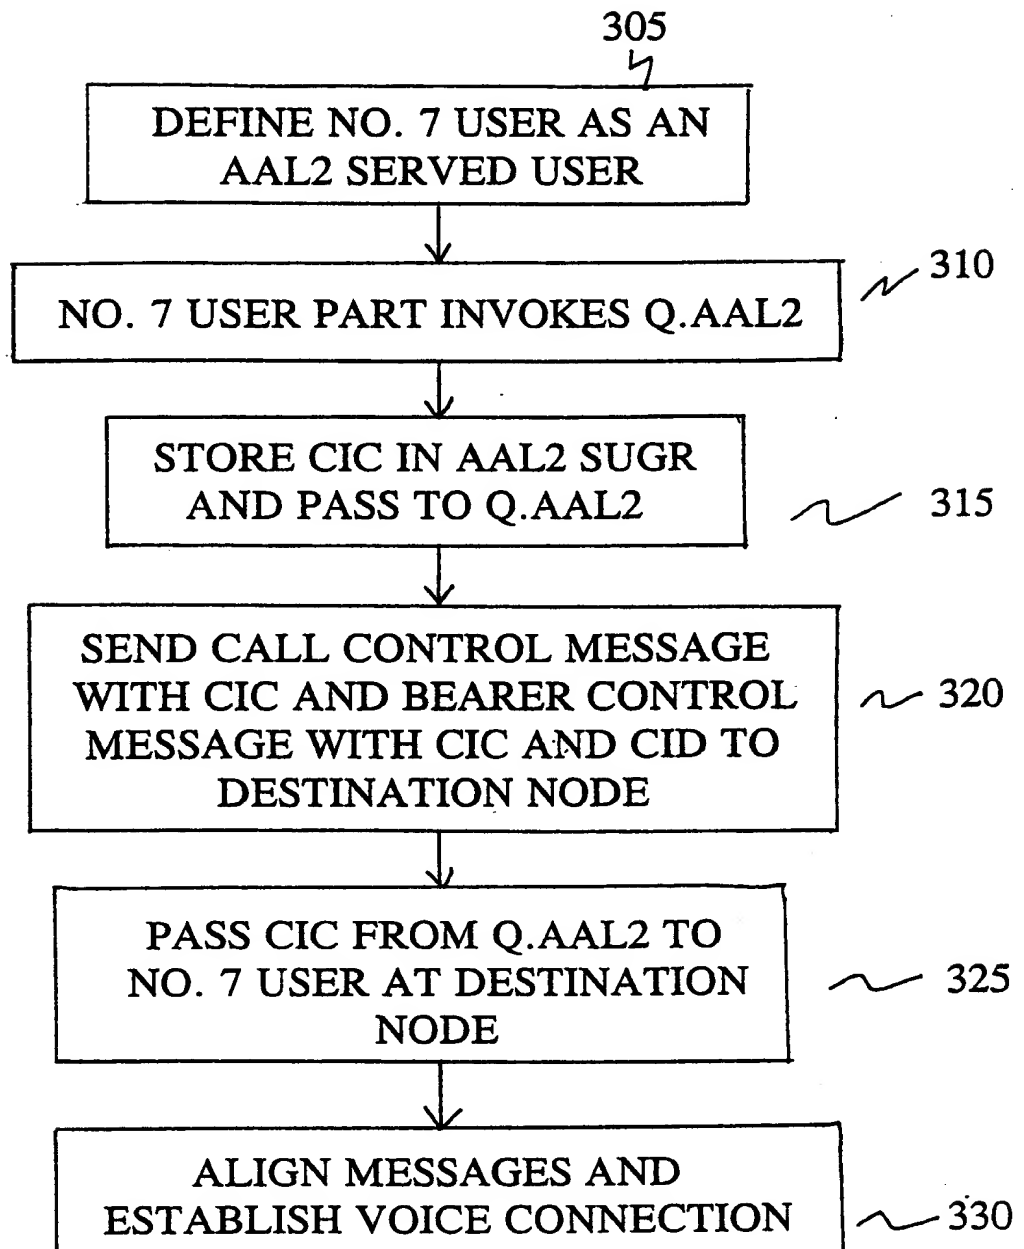 305
DEFINE NO. 7 USER AS AN
AAL2 SERVED USER
310
NO. 7 USER PART INVOKES Q.AAL2
STORE CIC IN AAL2 SUGR
AND PASS TO Q.AAL2
315
SEND CALL CONTROL MESSAGE
WITH CIC AND BEARER CONTROL
MESSAGE WITH CIC AND CID TO
DESTINATION NODE
320
PASS CIC FROM Q.AAL2 TO
NO. 7 USER AT DESTINATION
NODE
325
ALIGN MESSAGES AND
ESTABLISH VOICE CONNECTION
330